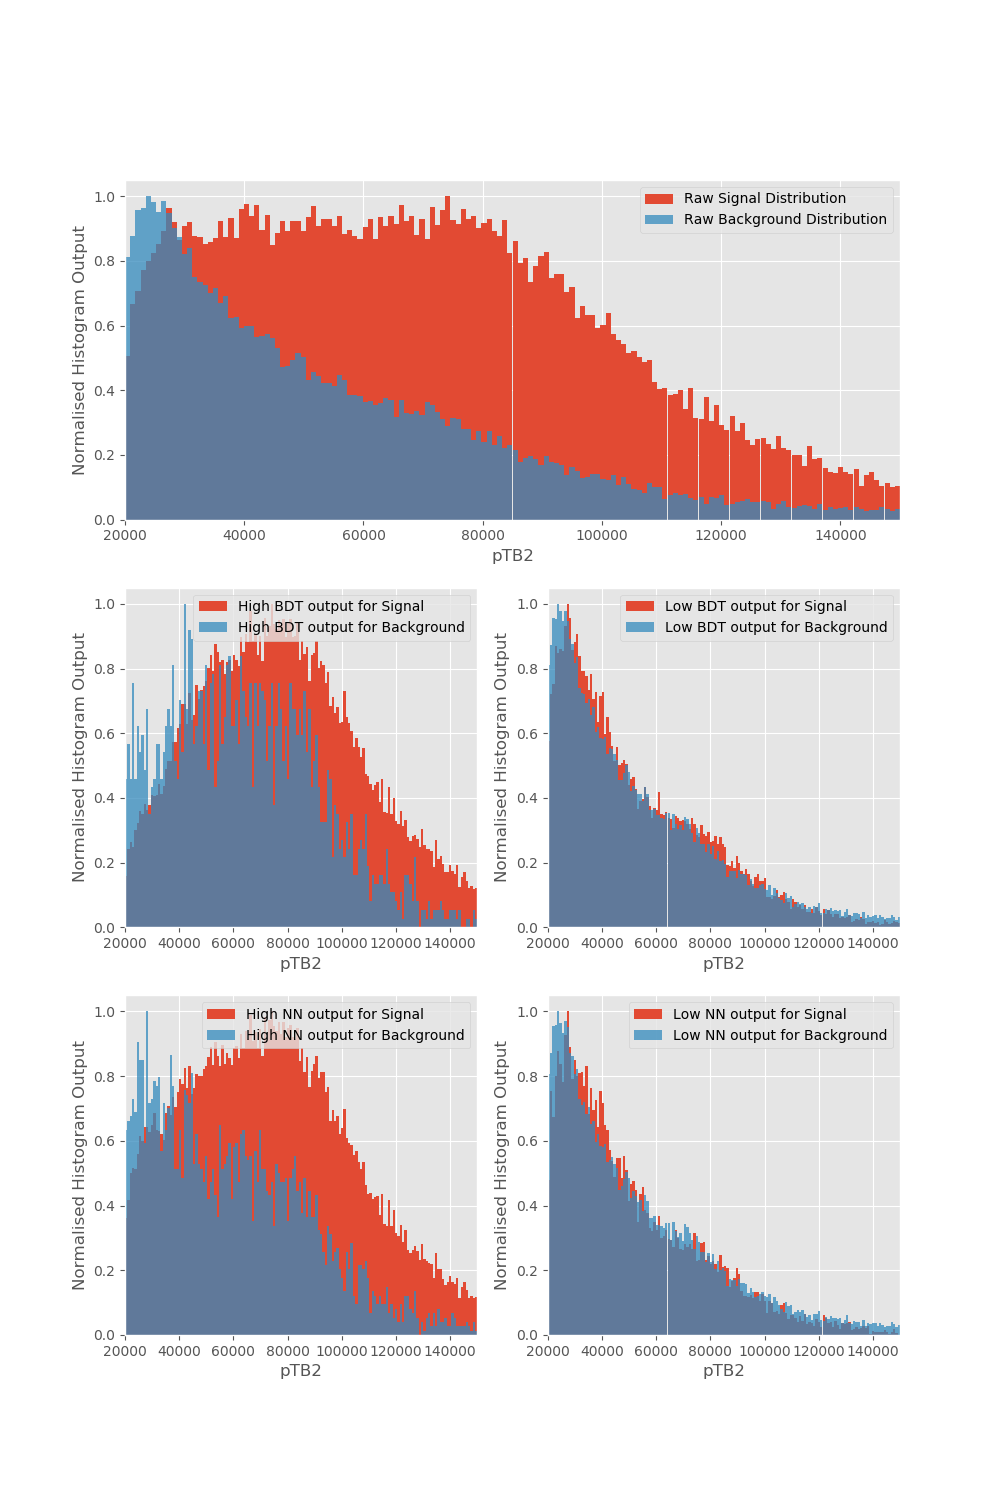 Normalised Histogram Output
1.0
0.8
0.6
0.4
0.2
0.0
Raw Signal Distribution
Raw Background Distribution
20000 40000 60000 80000 100000 120000 140000
pTB2
Normalised Histogram Output
1.0
0.8
0.6
0.4
0.2
0.0
High BDT output for Signal
High BDT output for Background
20000 40000 60000 80000 100000 120000 140000
pTB2
Normalised Histogram Output
1.0
0.8
0.6
0.4
0.2
0.0
Low BDT output for Signal
Low BDT output for Background
20000 40000 60000 80000 100000 120000 140000
pTB2
Normalised Histogram Output
1.0
0.8
0.6
0.4
0.2
0.0
High NN output for Signal
High NN output for Background
20000 40000 60000 80000 100000 120000 140000
pTB2
Normalised Histogram Output
1.0
0.8
0.6
0.4
0.2
0.0
Low NN output for Signal
Low NN output for Background
20000 40000 60000 80000 100000 120000 140000
pTB2